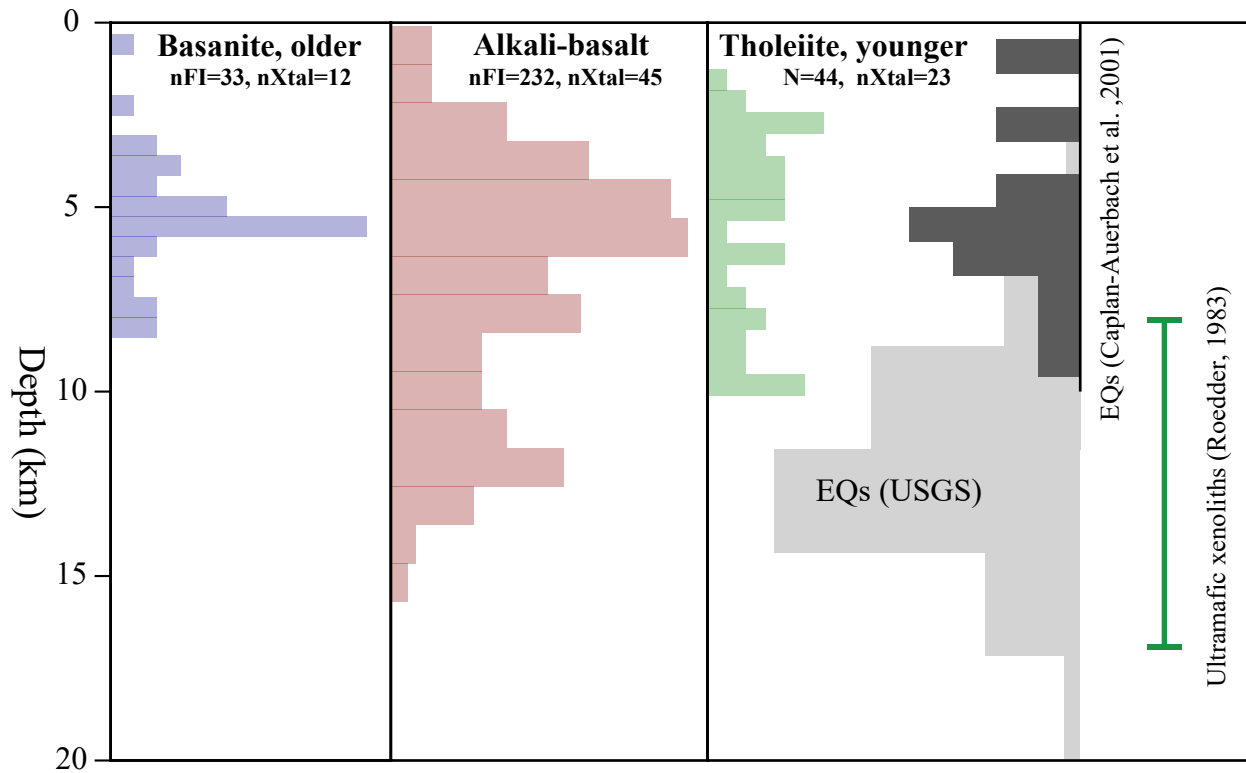 0
5
10
15
20
Depth (km)
Basanite, older
nFI=33, nXtal=12
Alkali-basalt
nFI=232, nXtal=45
Tholeiite, younger
N=44, nXtal=23
EQs (USGS)
EQs (Caplan-Auerbach et al. ,2001)
Ultramafic xenoliths (Roedder, 1983)